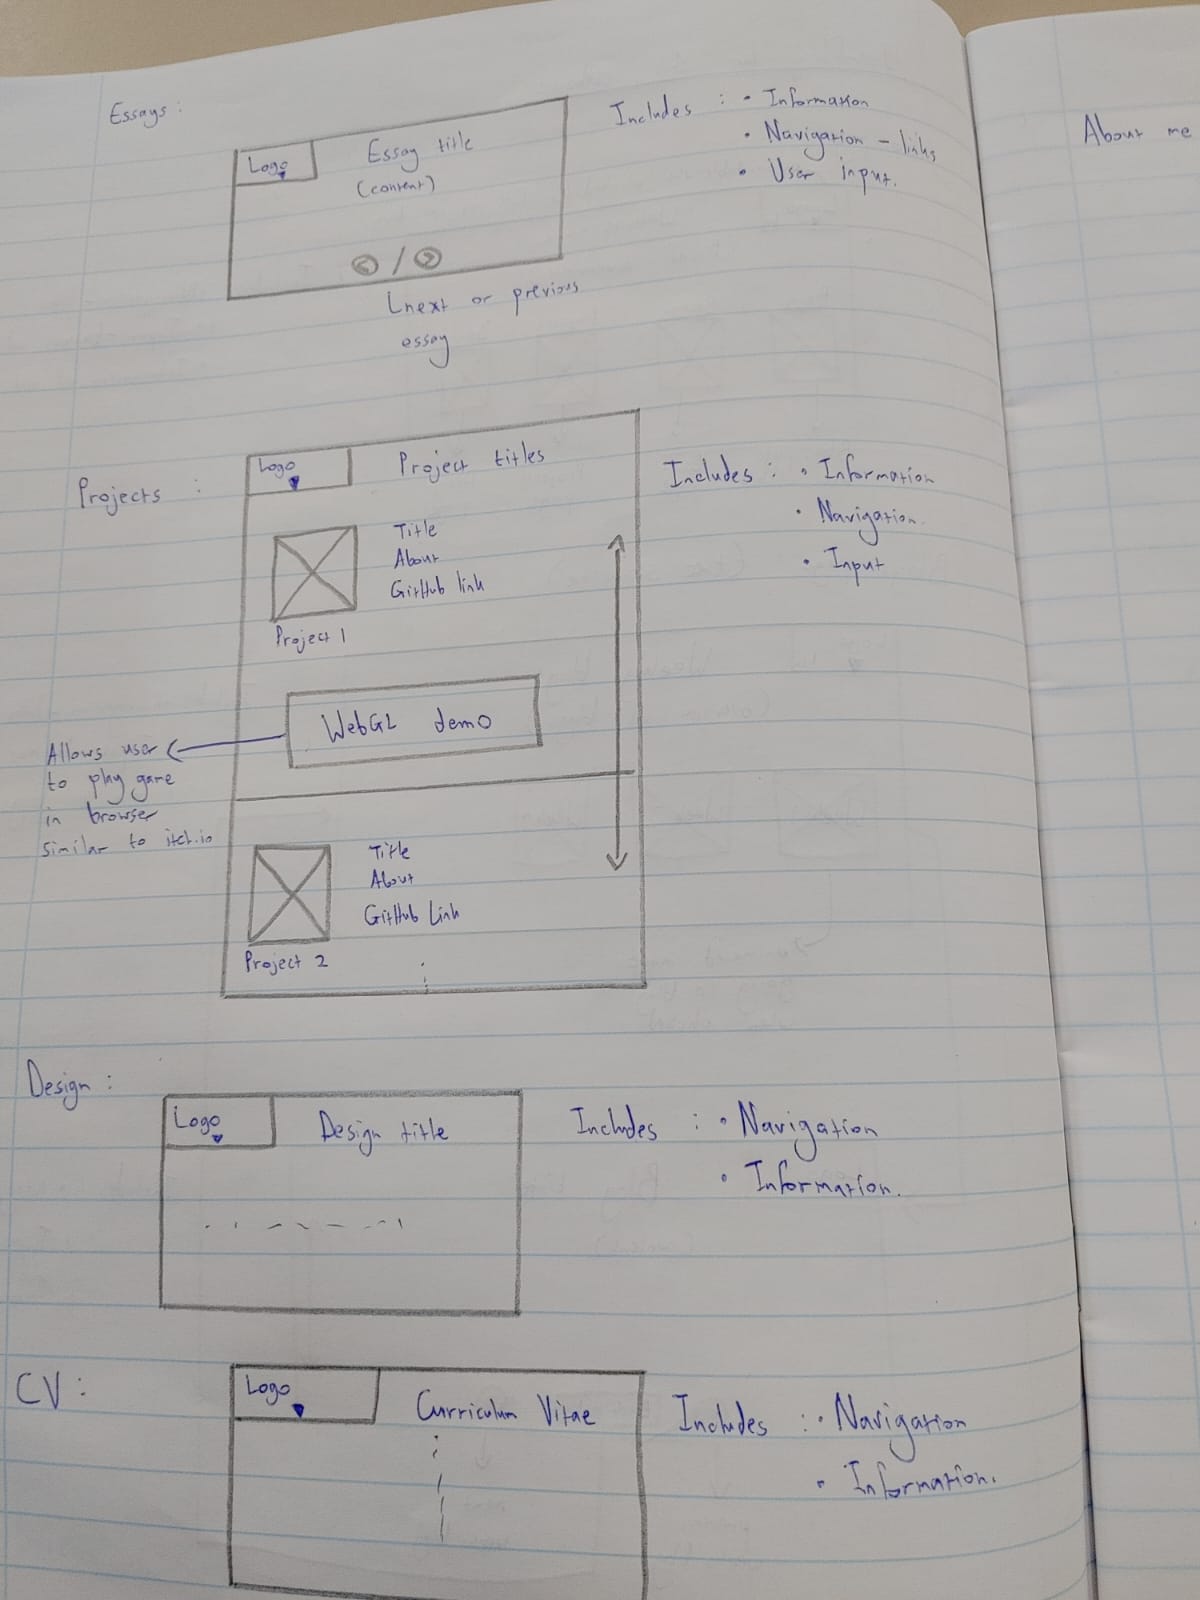 Essays :
Logo
Essay title
(content)
< / >
next or previous
essay
Includes : • Information
• Navigation – links
• User input.
About me
Projects :
Logo
Project titles
Title
About
GitHub link
Project 1
WebGL demo
Allows user
to play game
in browser
similar to itch.io
Title
About
GitHub Link
Project 2
Includes : • Information
• Navigation.
• Input
Design :
Logo
Design title
Includes : • Navigation
• Information.
CV :
Logo
Curriculum Vitae
Includes : • Navigation
• Information.